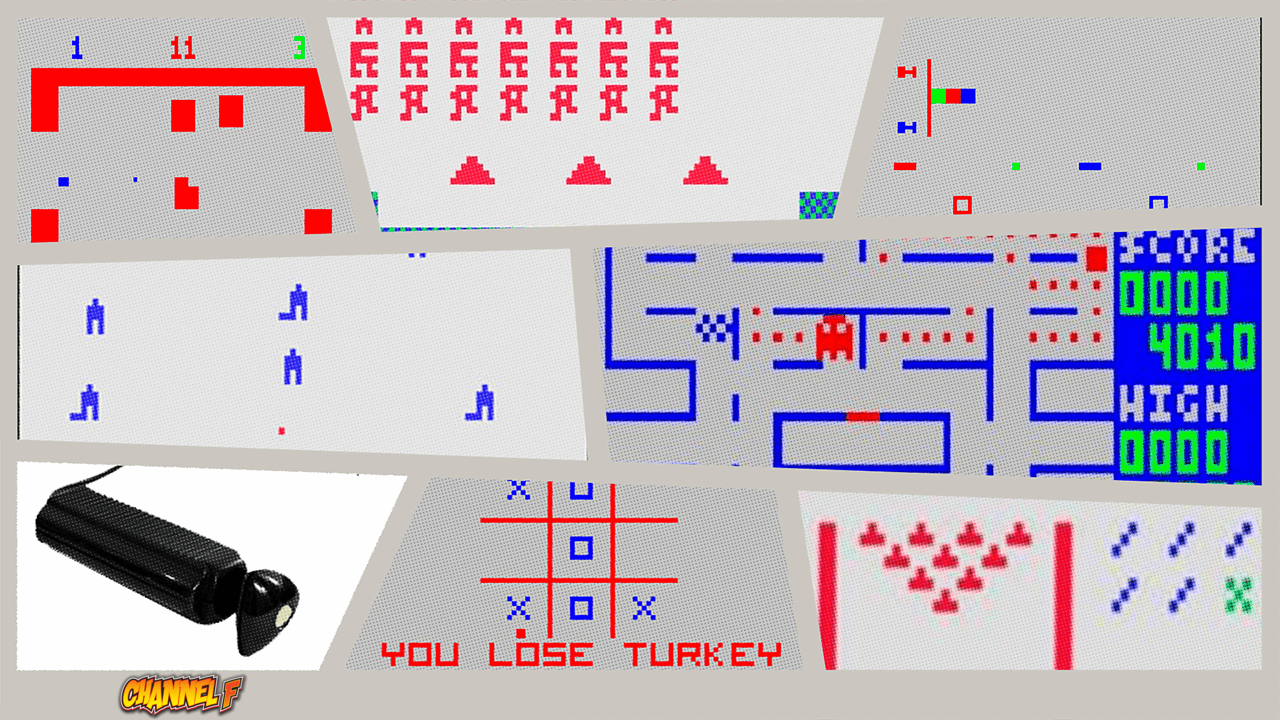 1 11 3
SCORE
0000
4010
HIGH
0000
X
X X
YOU LOSE TURKEY
CHANNEL F